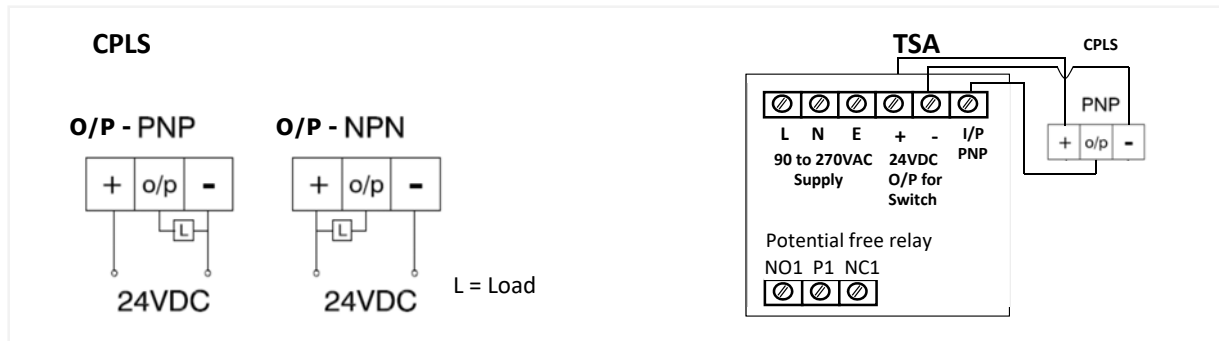 CPLS
O/P - PNP
+ o/p -
L
24VDC
O/P - NPN
+ o/p -
L
24VDC
L = Load
TSA
CPLS
L N E + - I/P
PNP
90 to 270VAC
Supply
24VDC
O/P for
Switch
PNP
+ o/p -
Potential free relay
NO1 P1 NC1